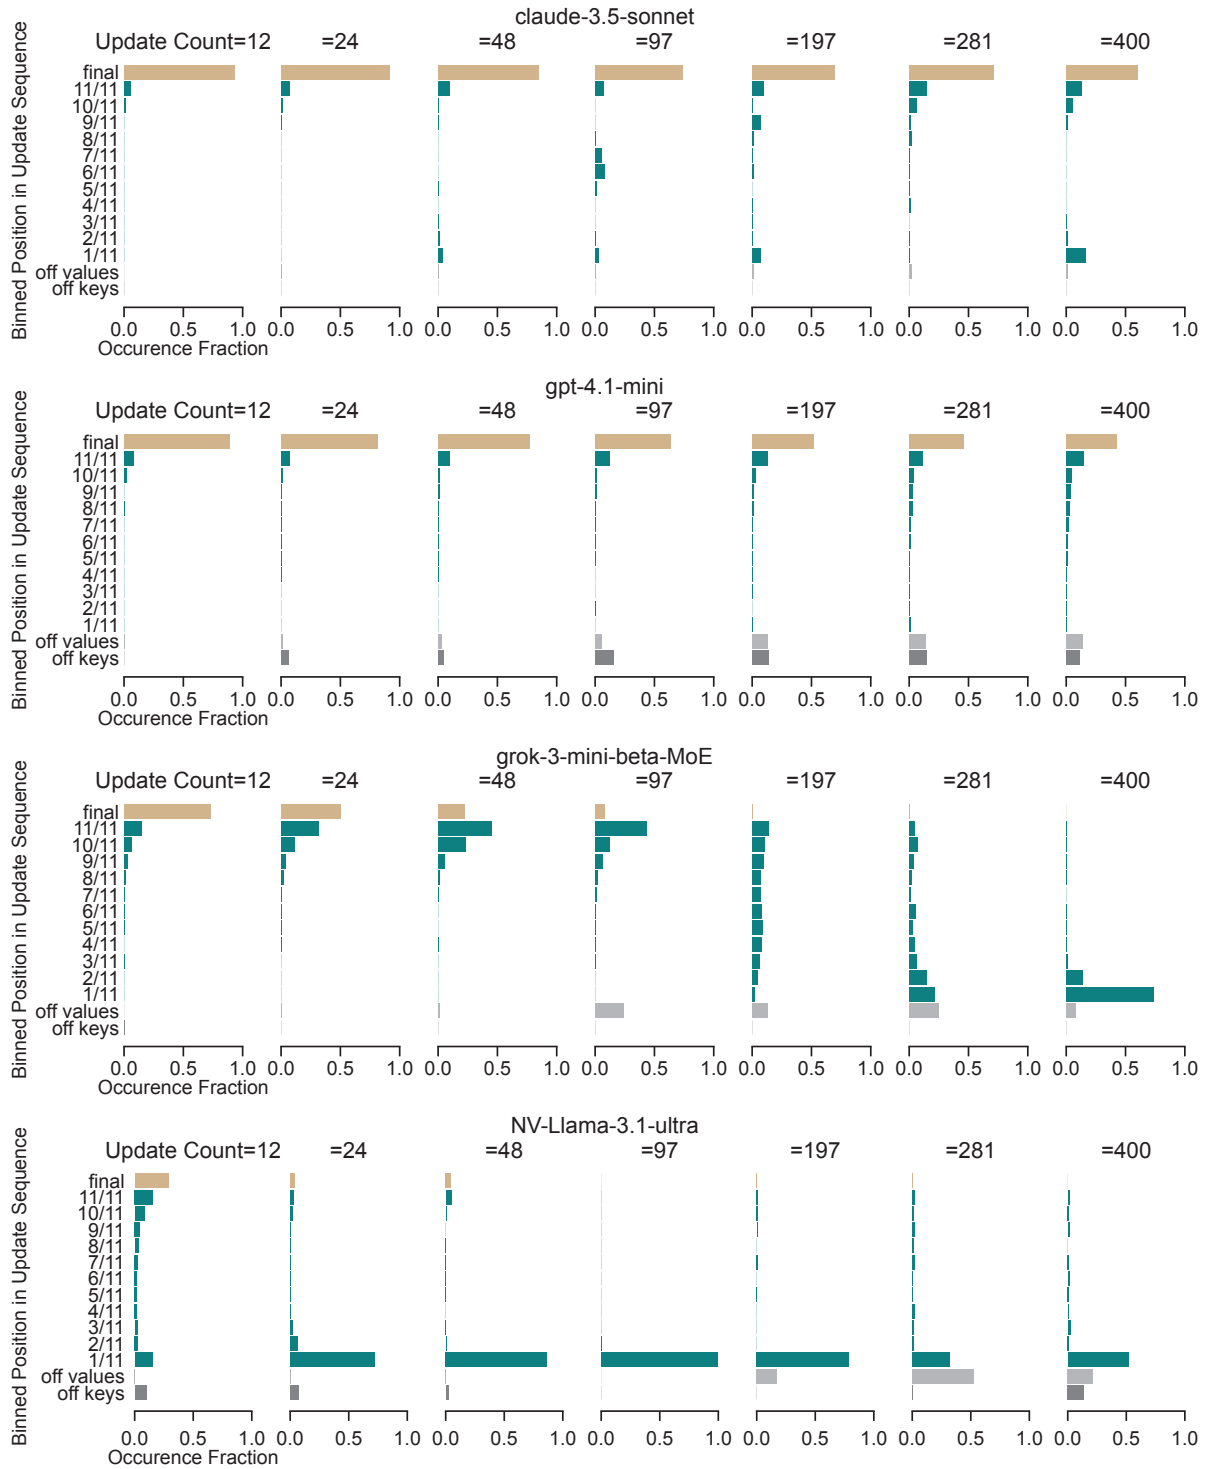 claude-3.5-sonnet
Update Count=12 =24 =48 =97 =197 =281 =400
Binned Position in Update Sequence
final
11/11
10/11
9/11
8/11
7/11
6/11
5/11
4/11
3/11
2/11
1/11
off values
off keys
0.0 0.5 1.0 0.0 0.5 1.0 0.0 0.5 1.0 0.0 0.5 1.0 0.0 0.5 1.0 0.0 0.5 1.0 0.0 0.5 1.0
Occurence Fraction
gpt-4.1-mini
Update Count=12 =24 =48 =97 =197 =281 =400
Binned Position in Update Sequence
final
11/11
10/11
9/11
8/11
7/11
6/11
5/11
4/11
3/11
2/11
1/11
off values
off keys
0.0 0.5 1.0 0.0 0.5 1.0 0.0 0.5 1.0 0.0 0.5 1.0 0.0 0.5 1.0 0.0 0.5 1.0 0.0 0.5 1.0
Occurence Fraction
grok-3-mini-beta-MoE
Update Count=12 =24 =48 =97 =197 =281 =400
Binned Position in Update Sequence
final
11/11
10/11
9/11
8/11
7/11
6/11
5/11
4/11
3/11
2/11
1/11
off values
off keys
0.0 0.5 1.0 0.0 0.5 1.0 0.0 0.5 1.0 0.0 0.5 1.0 0.0 0.5 1.0 0.0 0.5 1.0 0.0 0.5 1.0
Occurence Fraction
NV-Llama-3.1-ultra
Update Count=12 =24 =48 =97 =197 =281 =400
Binned Position in Update Sequence
final
11/11
10/11
9/11
8/11
7/11
6/11
5/11
4/11
3/11
2/11
1/11
off values
off keys
0.0 0.5 1.0 0.0 0.5 1.0 0.0 0.5 1.0 0.0 0.5 1.0 0.0 0.5 1.0 0.0 0.5 1.0 0.0 0.5 1.0
Occurence Fraction